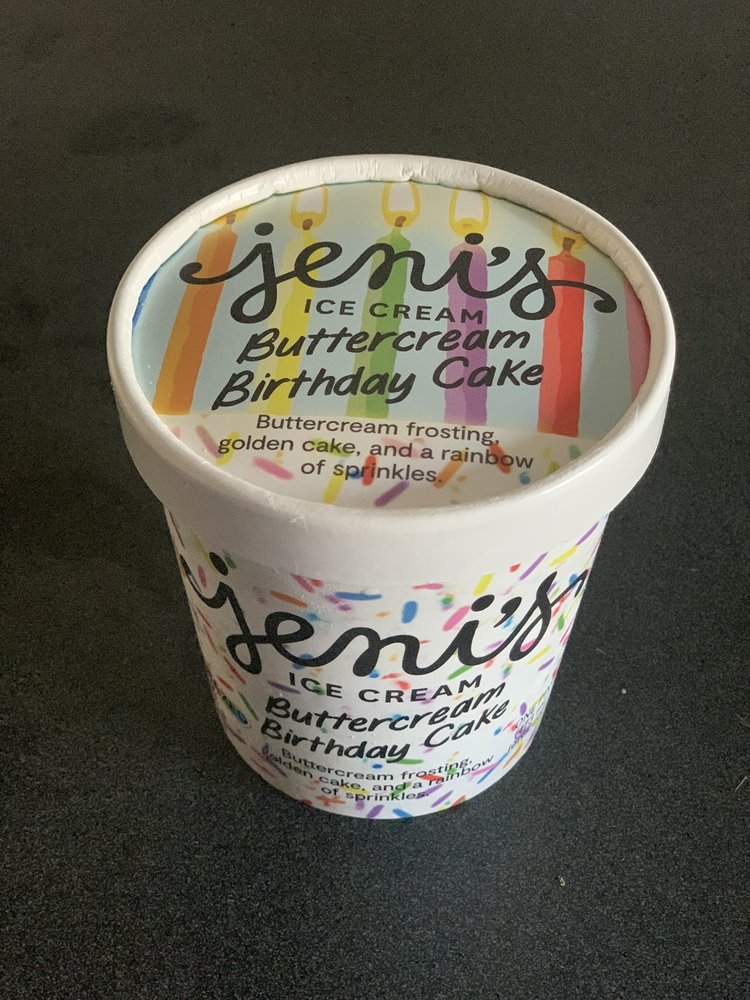 jeni's
ICE CREAM
Buttercream
Birthday Cake
Buttercream frosting,
golden cake, and a rainbow
of sprinkles.
jeni's
ICE CREAM
Buttercream
Birthday Cake
Buttercream frosting,
golden cake, and a rainbow
of sprinkles.
ONE